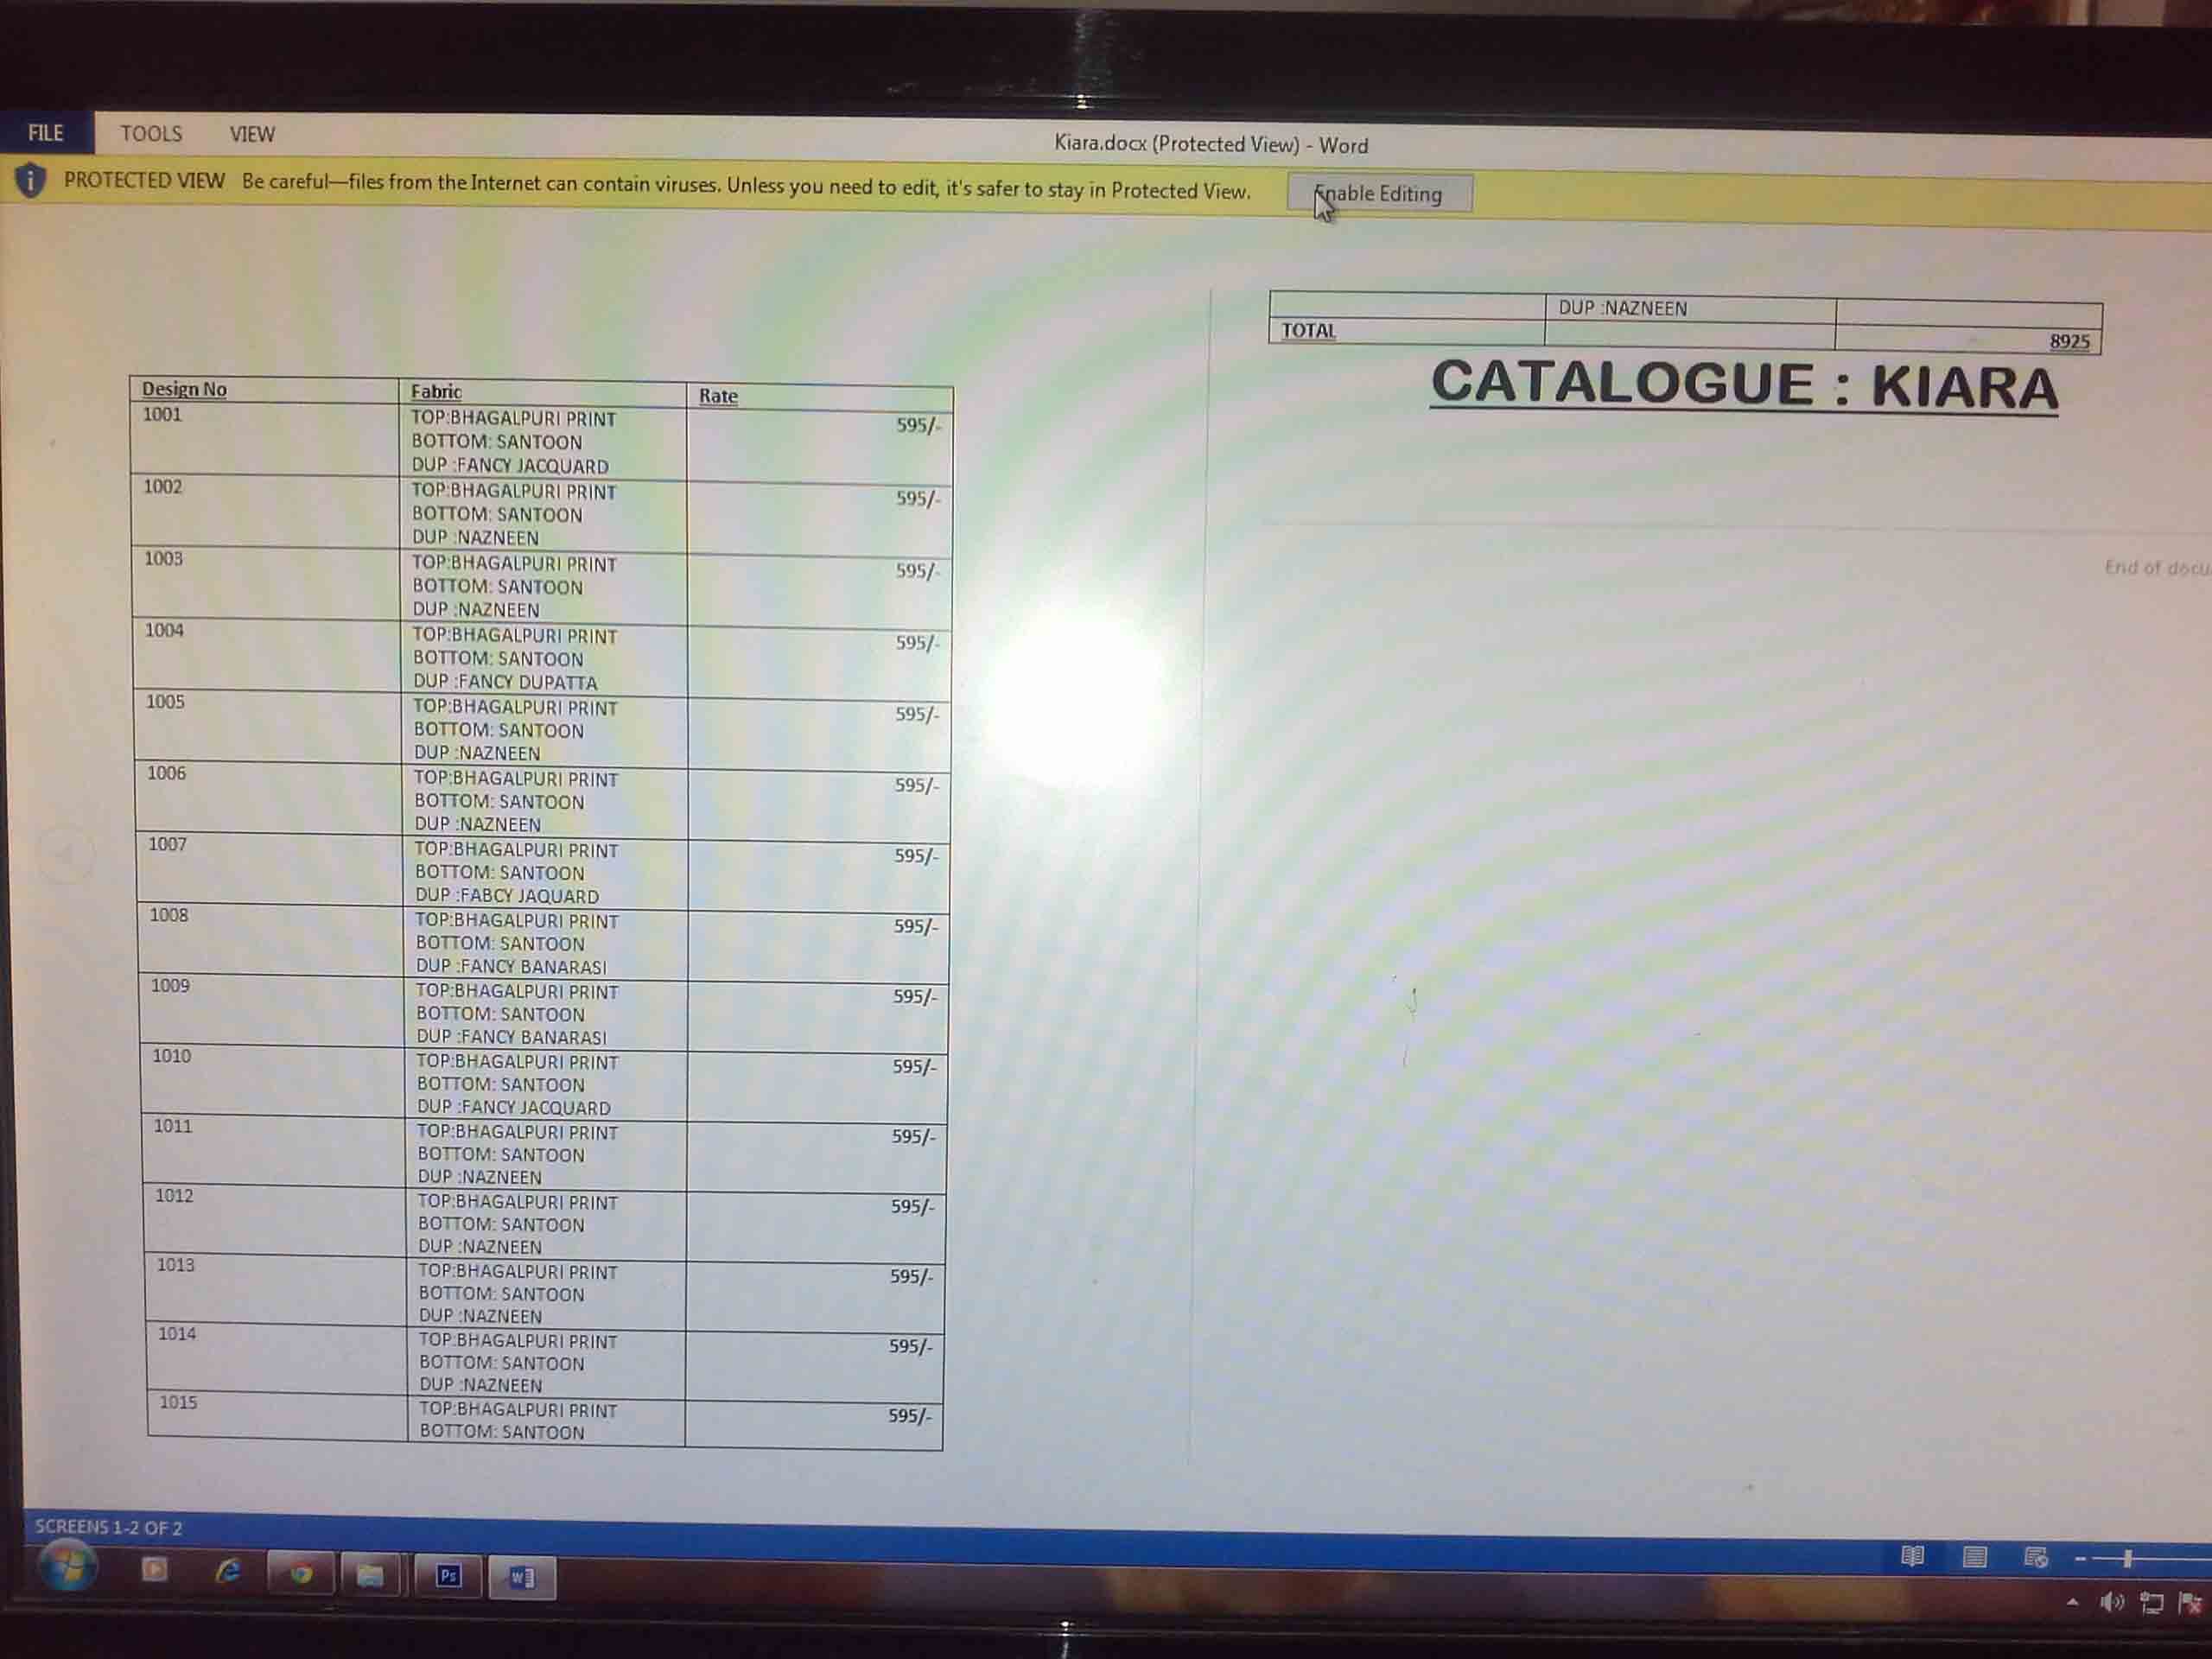 FILE TOOLS VIEW Kiara.docx (Protected View) - Word
PROTECTED VIEW Be careful—files from the Internet can contain viruses. Unless you need to edit, it's safer to stay in Protected View. Enable Editing
Design No Fabric Rate
1001 TOP:BHAGALPURI PRINT 595/-
BOTTOM: SANTOON
DUP :FANCY JACQUARD
1002 TOP:BHAGALPURI PRINT 595/-
BOTTOM: SANTOON
DUP :NAZNEEN
1003 TOP:BHAGALPURI PRINT 595/-
BOTTOM: SANTOON
DUP :NAZNEEN
1004 TOP:BHAGALPURI PRINT 595/-
BOTTOM: SANTOON
DUP :FANCY DUPATTA
1005 TOP:BHAGALPURI PRINT 595/-
BOTTOM: SANTOON
DUP :NAZNEEN
1006 TOP:BHAGALPURI PRINT 595/-
BOTTOM: SANTOON
DUP :NAZNEEN
1007 TOP:BHAGALPURI PRINT 595/-
BOTTOM: SANTOON
DUP :FABCY JAQUARD
1008 TOP:BHAGALPURI PRINT 595/-
BOTTOM: SANTOON
DUP :FANCY BANARASI
1009 TOP:BHAGALPURI PRINT 595/-
BOTTOM: SANTOON
DUP :FANCY BANARASI
1010 TOP:BHAGALPURI PRINT 595/-
BOTTOM: SANTOON
DUP :FANCY JACQUARD
1011 TOP:BHAGALPURI PRINT 595/-
BOTTOM: SANTOON
DUP :NAZNEEN
1012 TOP:BHAGALPURI PRINT 595/-
BOTTOM: SANTOON
DUP :NAZNEEN
1013 TOP:BHAGALPURI PRINT 595/-
BOTTOM: SANTOON
DUP :NAZNEEN
1014 TOP:BHAGALPURI PRINT 595/-
BOTTOM: SANTOON
DUP :NAZNEEN
1015 TOP:BHAGALPURI PRINT 595/-
BOTTOM: SANTOON
DUP :NAZNEEN
TOTAL 8925
CATALOGUE : KIARA
End of docu
SCREENS 1-2 OF 2
Ps
W